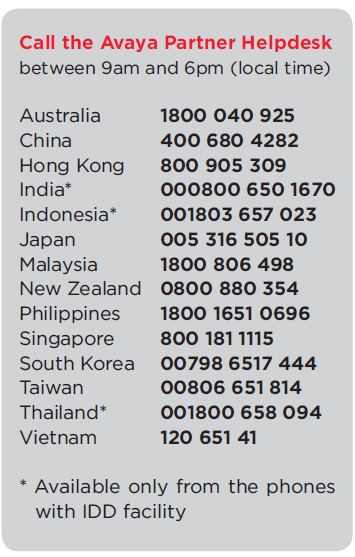 Call the Avaya Partner Helpdesk
between 9am and 6pm (local time)
Australia 1800 040 925
China 400 680 4282
Hong Kong 800 905 309
India* 000800 650 1670
Indonesia* 001803 657 023
Japan 005 316 505 10
Malaysia 1800 806 498
New Zealand 0800 880 354
Philippines 1800 1651 0696
Singapore 800 181 1115
South Korea 00798 6517 444
Taiwan 00806 651 814
Thailand* 001800 658 094
Vietnam 120 651 41
* Available only from the phones
with IDD facility